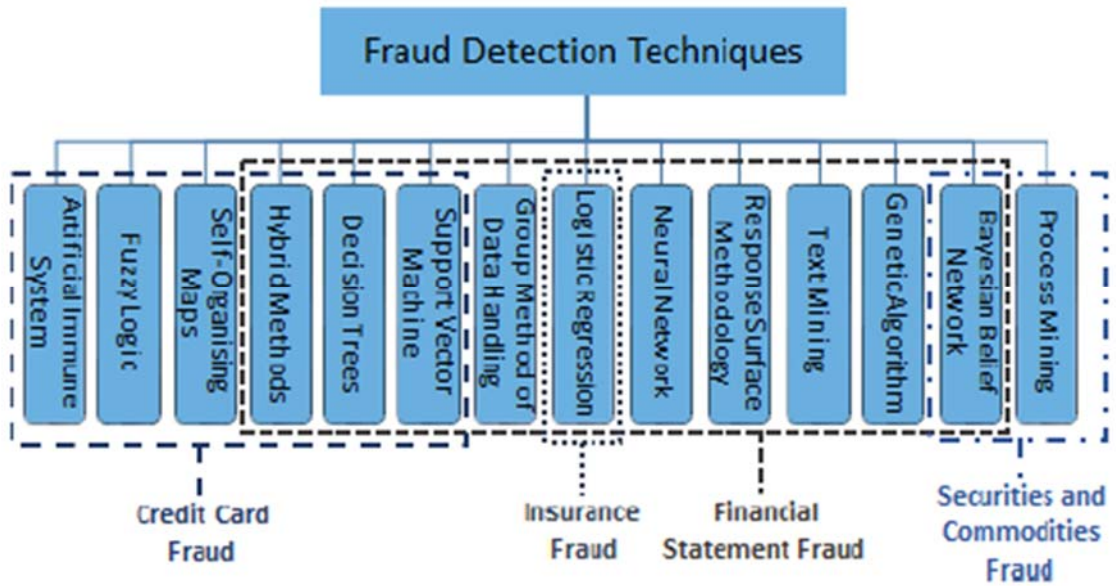 Fraud Detection Techniques
Artificial Immune
System
Fuzzy Logic
Self-Organising
Maps
Hybrid Methods
Decision Trees
Support Vector
Machine
Group Method of
Data Handling
Logistic Regression
Neural Network
Response Surface
Methodology
Text Mining
Genetic Algorithm
Bayesian Belief
Network
Process Mining
Credit Card
Fraud
Insurance
Fraud
Financial
Statement Fraud
Securities and
Commodities
Fraud